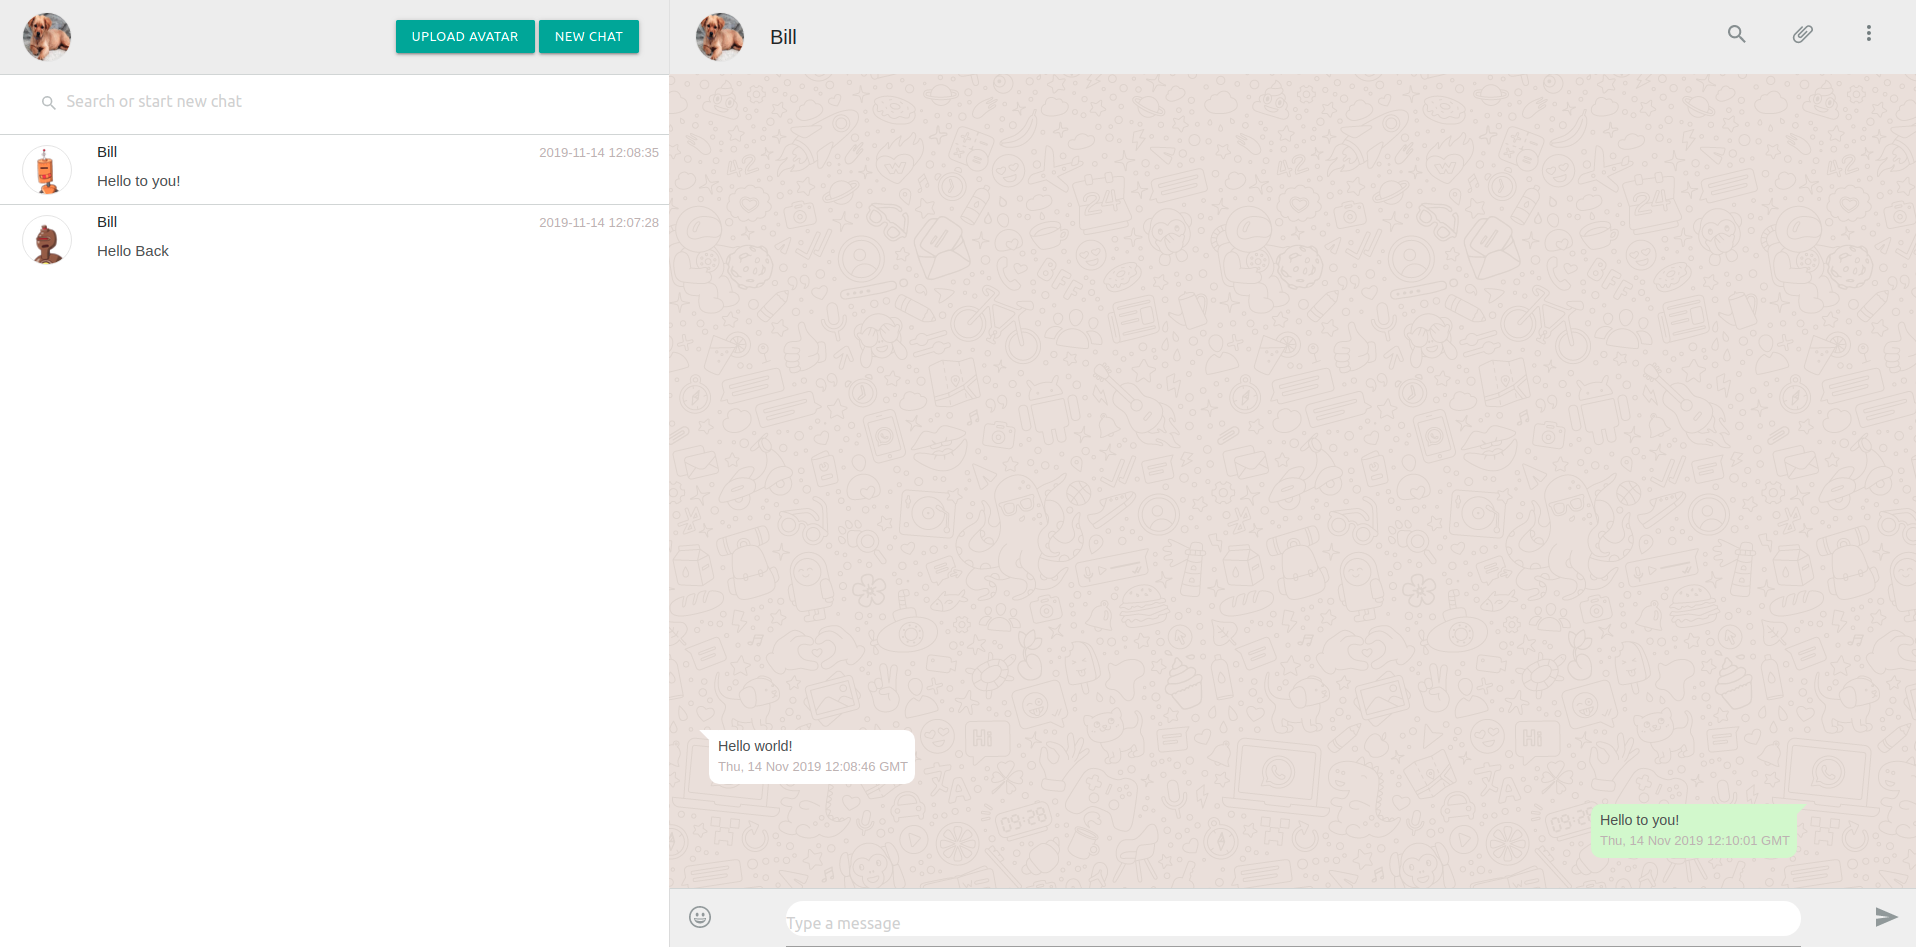 UPLOAD AVATAR
NEW CHAT
Search or start new chat
Bill
2019-11-14 12:08:35
Hello to you!
Bill
2019-11-14 12:07:28
Hello Back
Bill
Hello world!
Thu, 14 Nov 2019 12:08:46 GMT
Hello to you!
Thu, 14 Nov 2019 12:10:01 GMT
Type a message